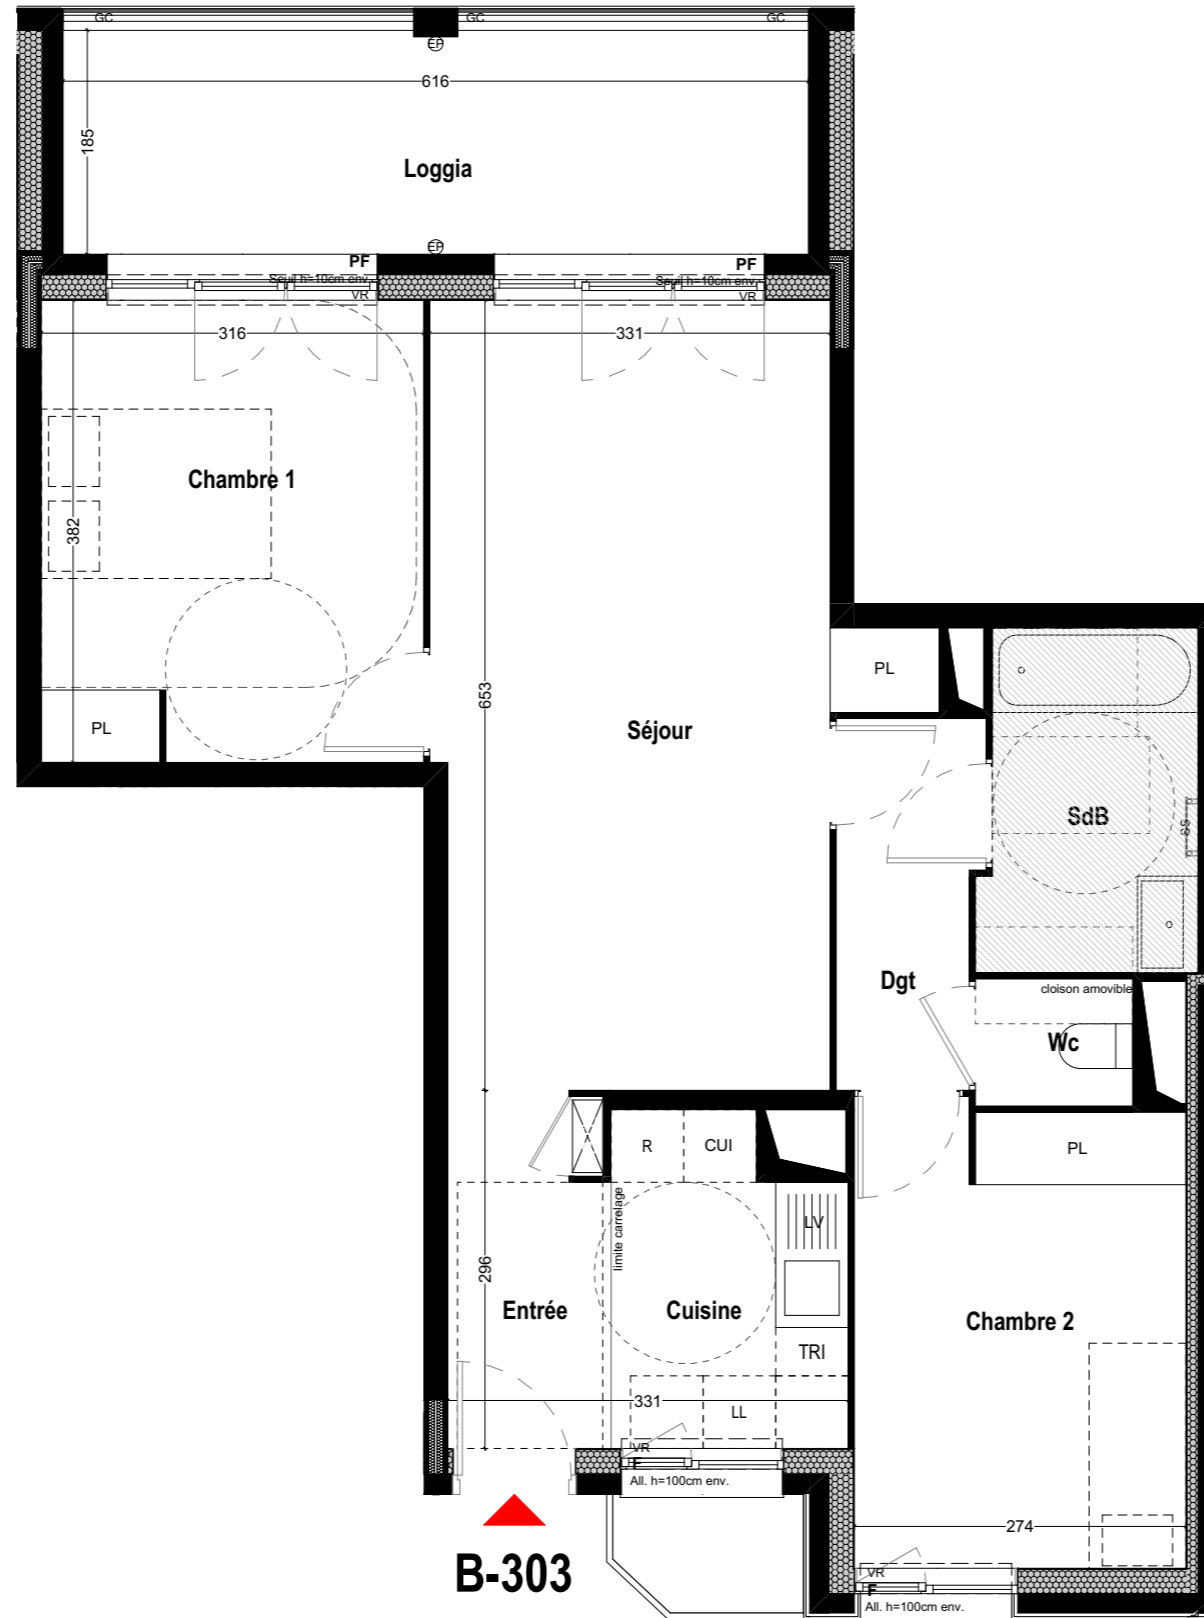 GC GC GC
EP
616
185
Loggia
EP
PF PF
Seuil h=10cm env. Seuil h=10cm env.
VR VR
316 331
Chambre 1
382
PL
653
Séjour
PL
PL
SdB
SS
Dgt
cloison amovible
Wc
R CUI
PL
limite carrelage
LV
296
Entrée Cuisine
Chambre 2
TRI
331
LL
VR
F
All. h=100cm env.
274
B-303
VR
F
All. h=100cm env.